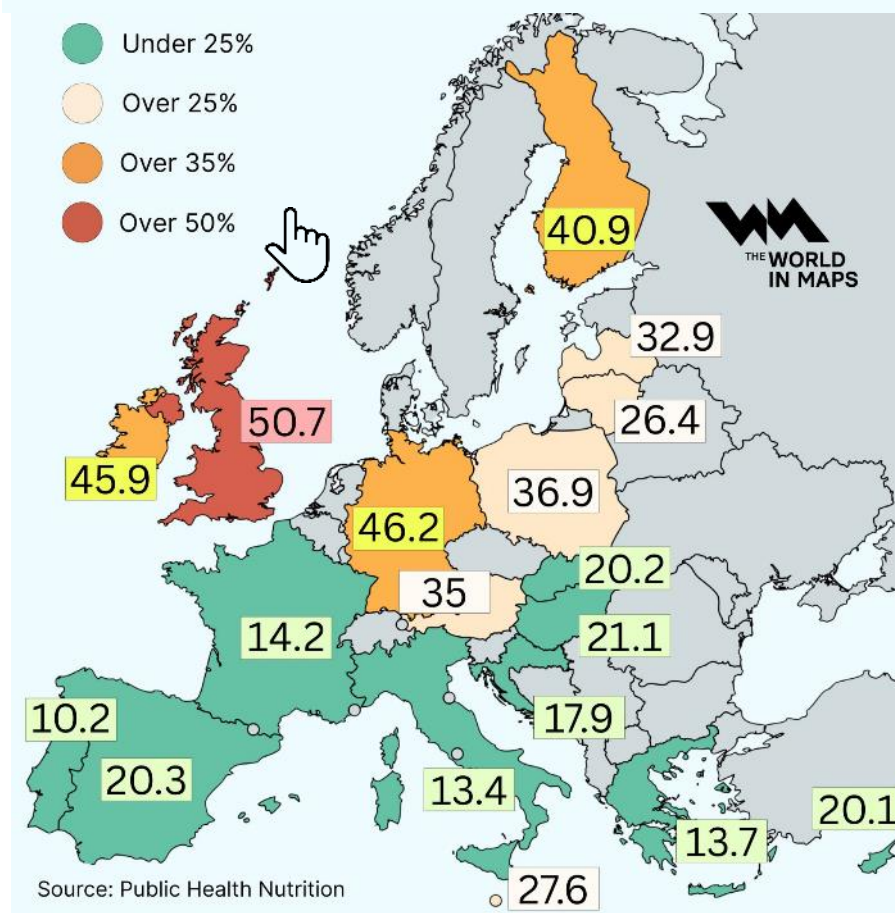 Under 25%
Over 25%
Over 35%
Over 50%
40.9
THE WORLD
IN MAPS
32.9
50.7
26.4
45.9
36.9
46.2
20.2
35
14.2
21.1
10.2
17.9
20.3
13.4
20.1
13.7
Source: Public Health Nutrition
27.6